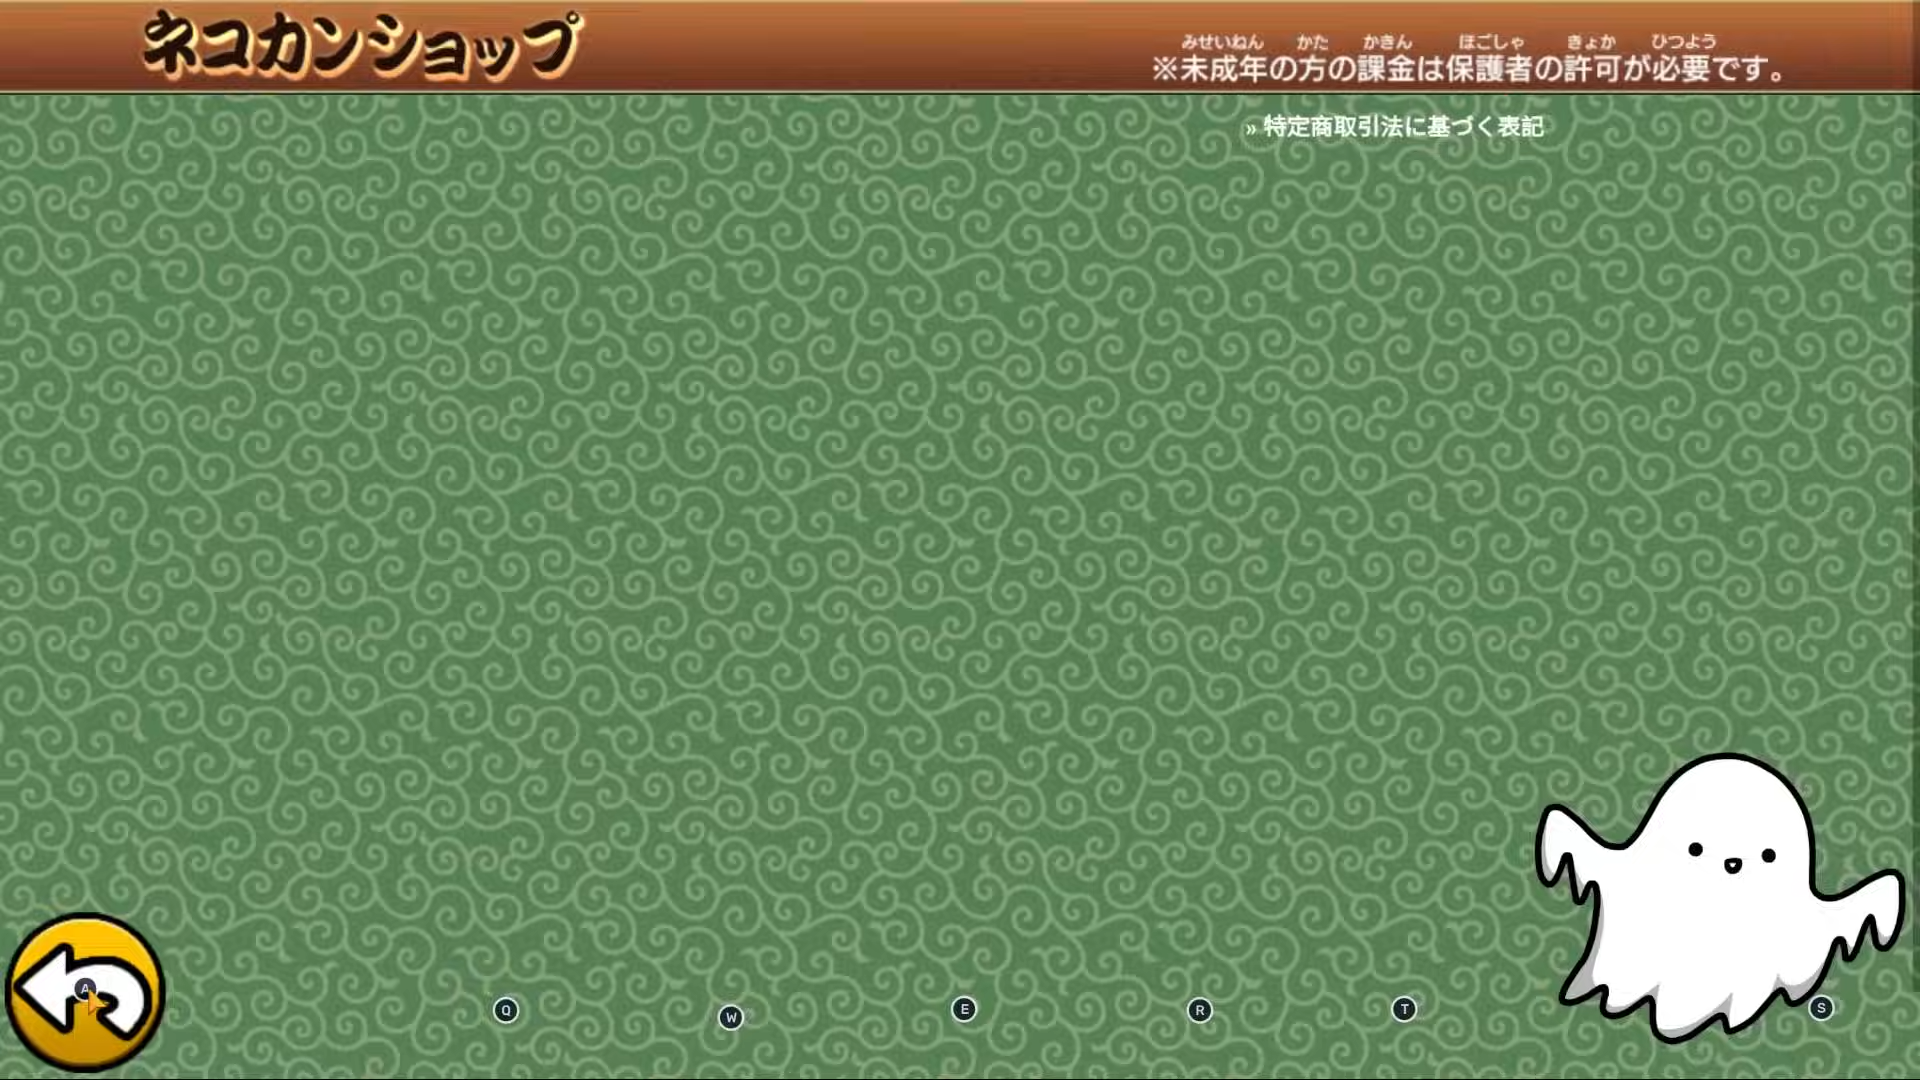 ネコカンショップ
みせいねん かた かきん ほごしゃ きょか ひつよう
※未成年の方の課金は保護者の許可が必要です。
» 特定商取引法に基づく表記
A
Q
W
E
R
T
S